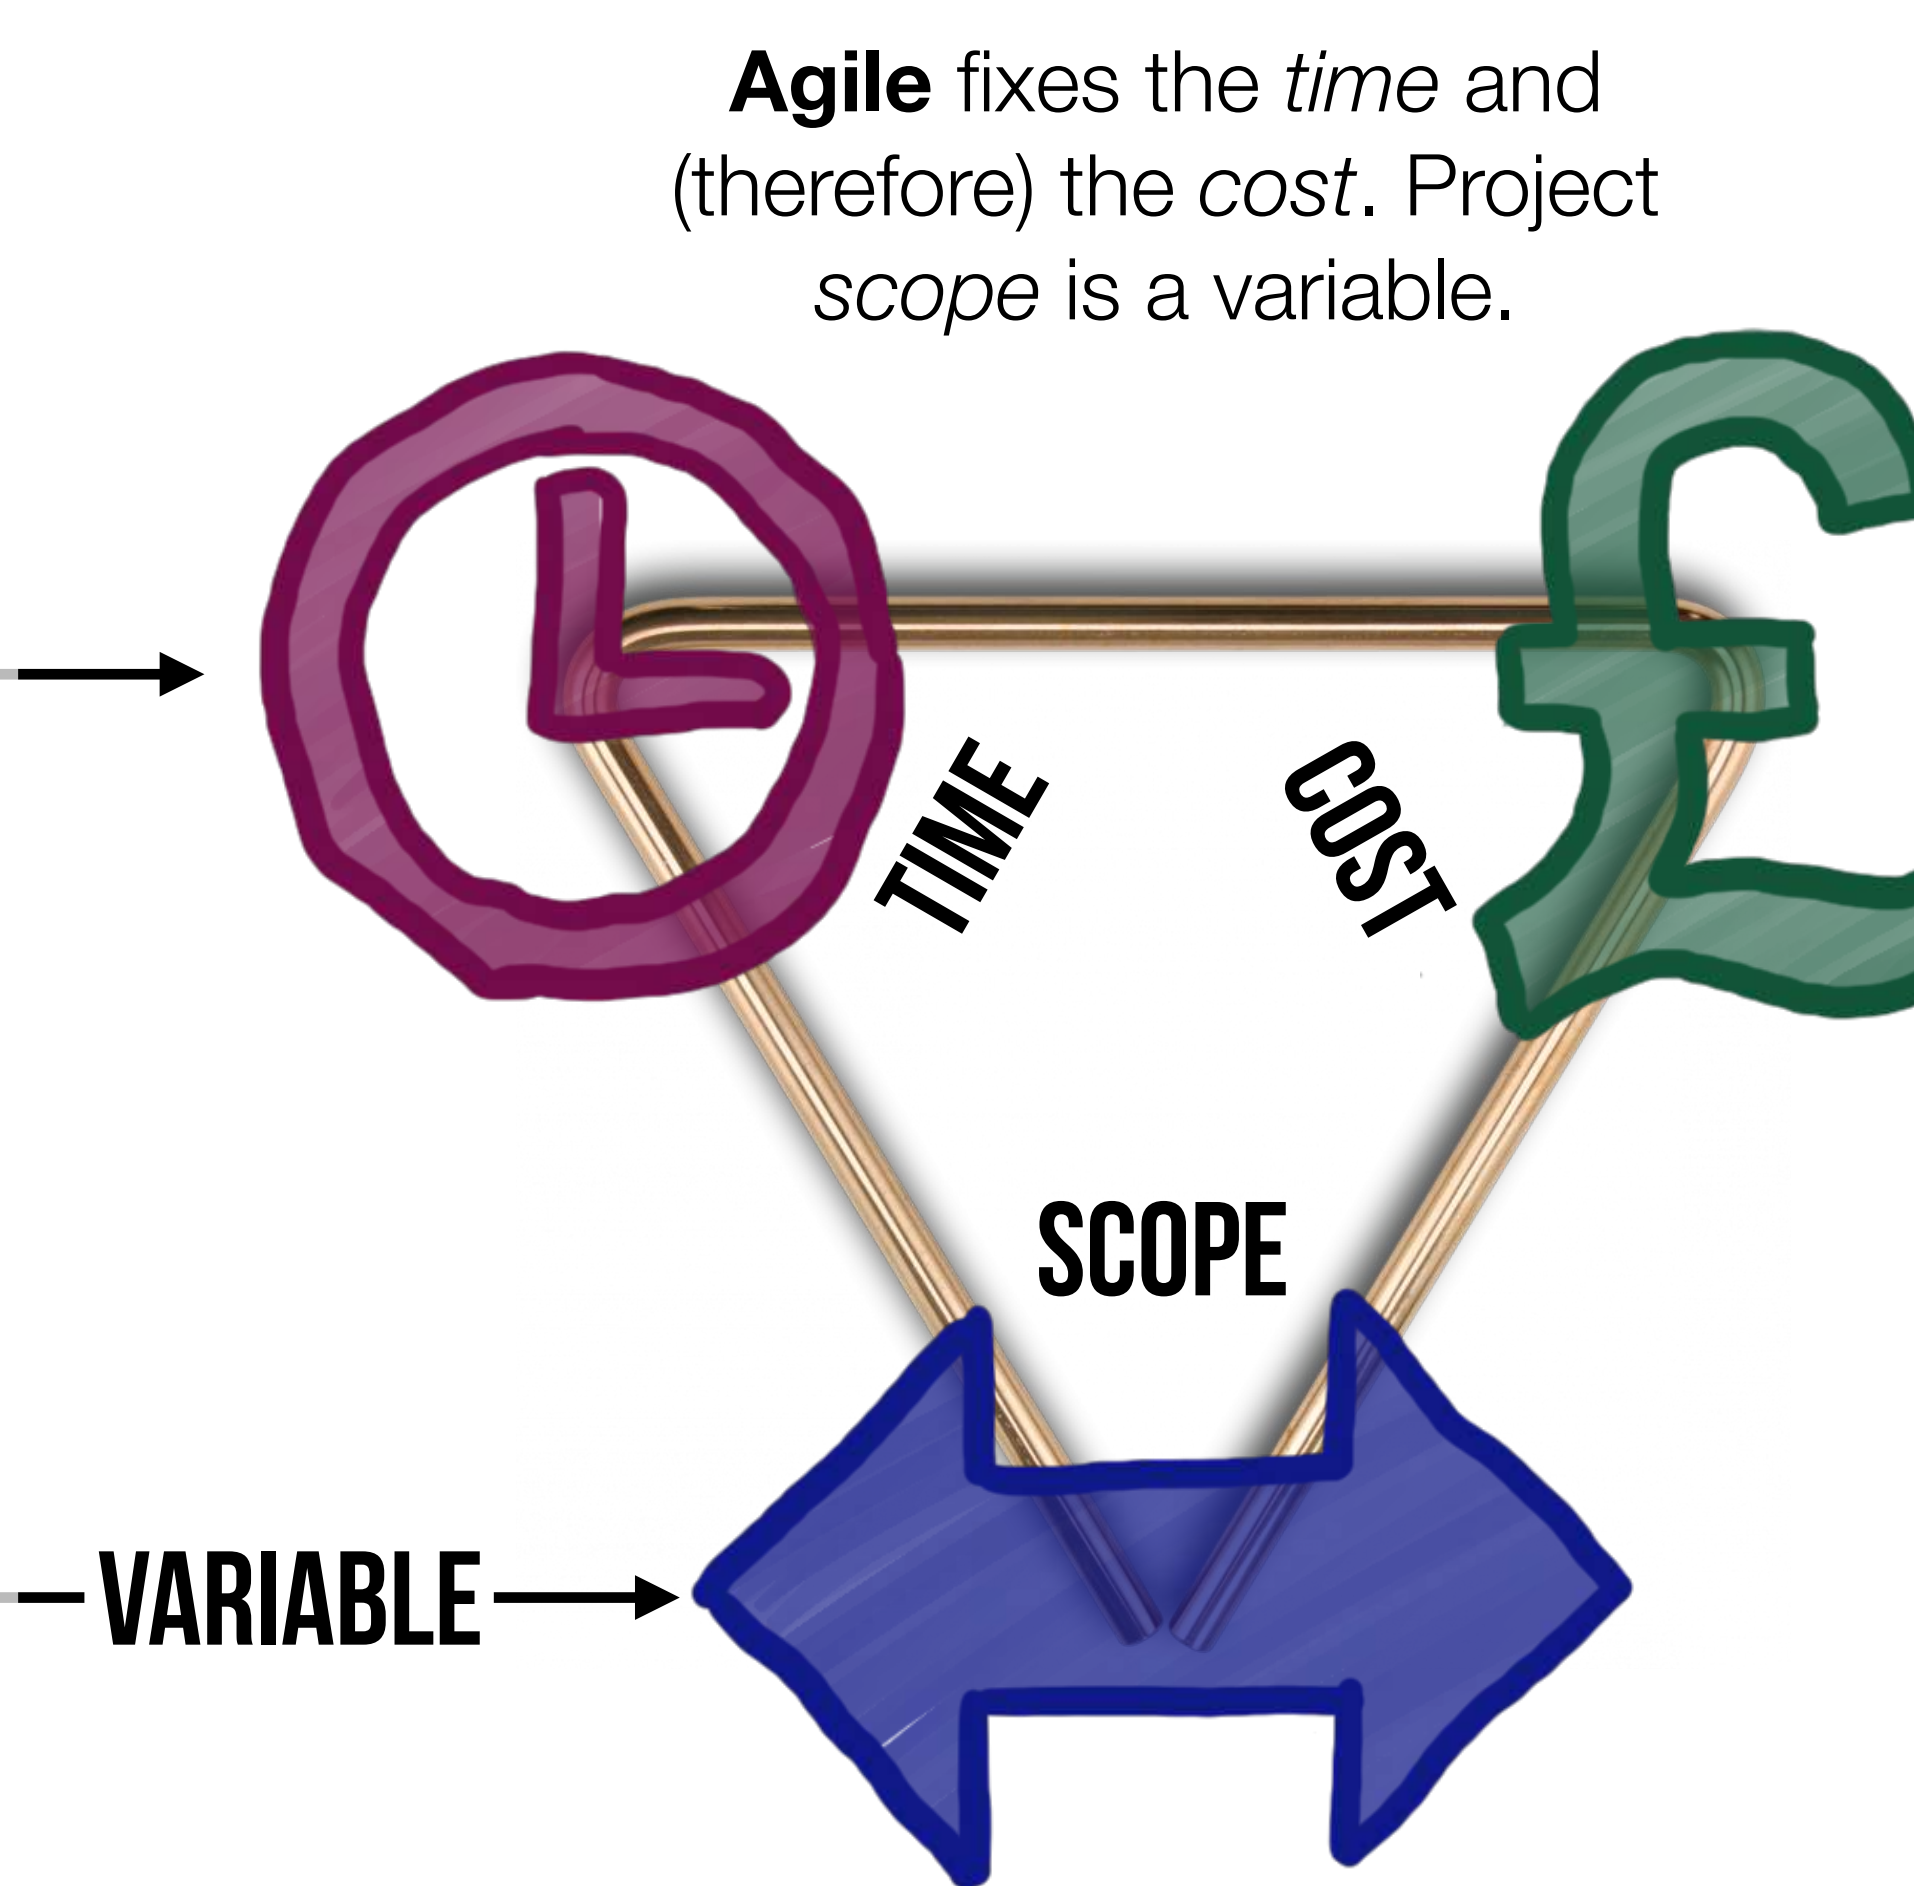 Agile fixes the time and
(therefore) the cost. Project
scope is a variable.
TIME
COST
SCOPE
VARIABLE